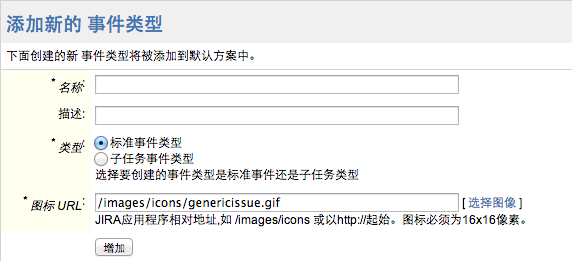 添加新的 事件类型
下面创建的新 事件类型将被添加到默认方案中。
* 名称:
描述:
* 类型: 标准事件类型
子任务事件类型
选择要创建的事件类型是标准事件还是子任务类型
* 图标 URL: /images/icons/genericissue.gif [ 选择图像 ]
JIRA应用程序相对地址,如 /images/icons 或以http://起始。图标必须为16x16像素。
增加